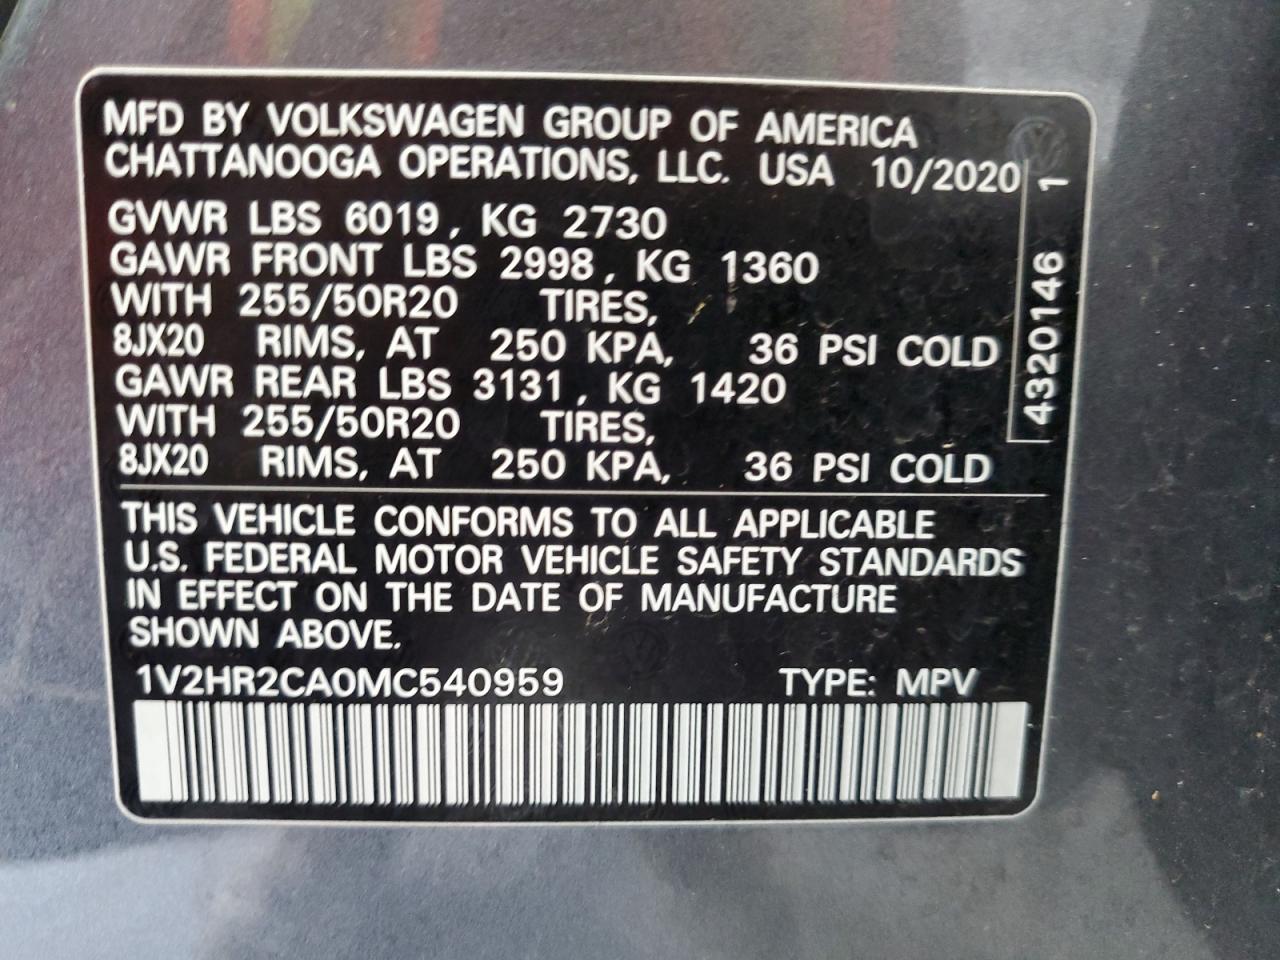 MFD BY VOLKSWAGEN GROUP OF AMERICA
CHATTANOOGA OPERATIONS, LLC. USA 10/2020
GVWR LBS 6019, KG 2730
GAWR FRONT LBS 2998, KG 1360
WITH 255/50R20 TIRES,
8JX20 RIMS, AT 250 KPA, 36 PSI COLD
GAWR REAR LBS 3131, KG 1420
WITH 255/50R20 TIRES,
8JX20 RIMS, AT 250 KPA, 36 PSI COLD
4320146 1
THIS VEHICLE CONFORMS TO ALL APPLICABLE
U.S. FEDERAL MOTOR VEHICLE SAFETY STANDARDS
IN EFFECT ON THE DATE OF MANUFACTURE
SHOWN ABOVE.
1V2HR2CA0MC540959 TYPE: MPV